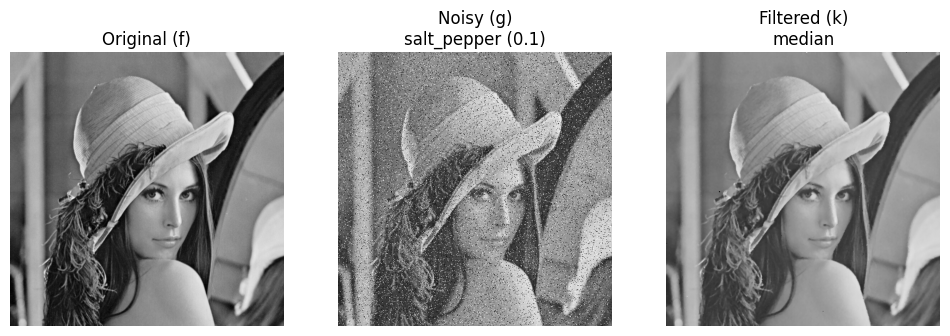 Original (f)
Noisy (g)
salt_pepper (0.1)
Filtered (k)
median